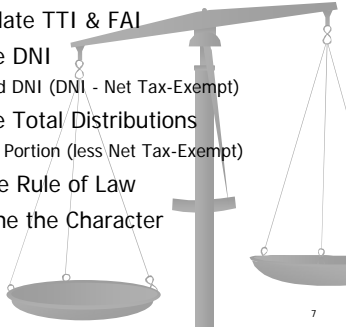 late TTI & FAI
e DNI
d DNI (DNI - Net Tax-Exempt)
e Total Distributions
Portion (less Net Tax-Exempt)
e Rule of Law
ne the Character
7